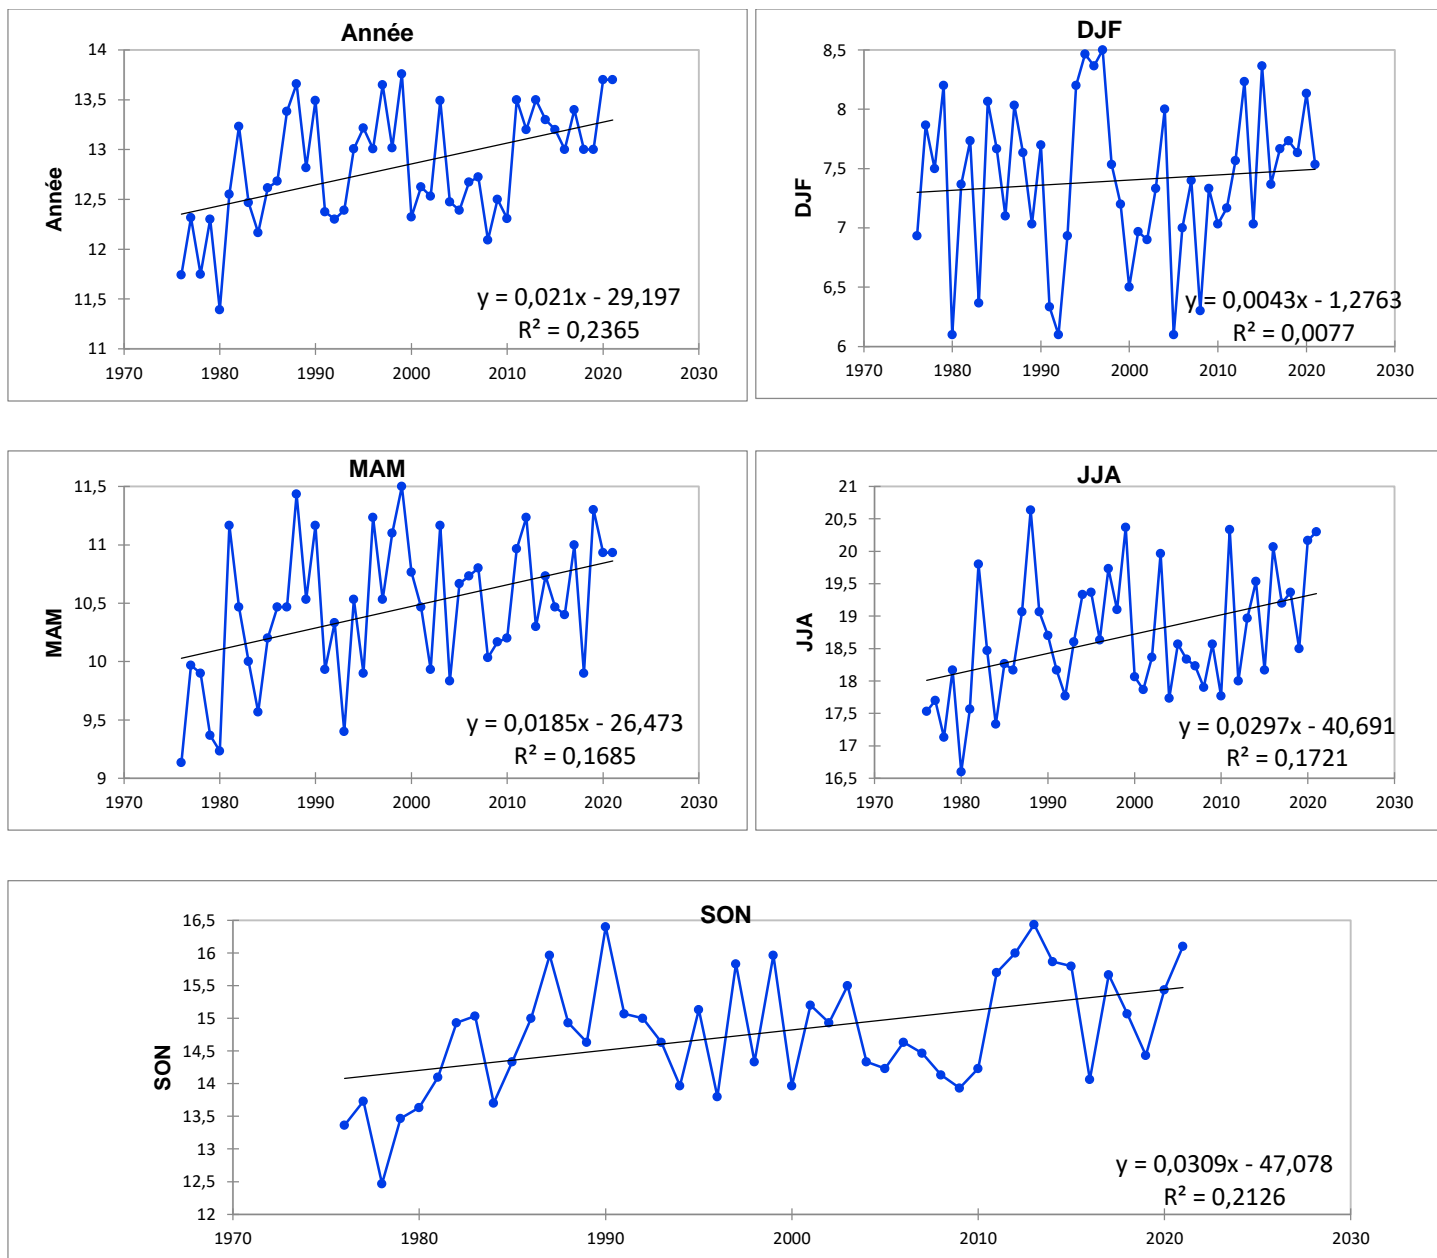 Année
14
13,5
13
12,5
12
11,5
11
Année
1970 1980 1990 2000 2010 2020 2030
y = 0,021x - 29,197
R² = 0,2365
DJF
8,5
8
7,5
7
6,5
6
DJF
1970 1980 1990 2000 2010 2020 2030
y = 0,0043x - 1,2763
R² = 0,0077
MAM
11,5
11
10,5
10
9,5
9
MAM
1970 1980 1990 2000 2010 2020 2030
y = 0,0185x - 26,473
R² = 0,1685
JJA
21
20,5
20
19,5
19
18,5
18
17,5
17
16,5
JJA
1970 1980 1990 2000 2010 2020 2030
y = 0,0297x - 40,691
R² = 0,1721
SON
16,5
16
15,5
15
14,5
14
13,5
13
12,5
12
SON
1970 1980 1990 2000 2010 2020 2030
y = 0,0309x - 47,078
R² = 0,2126